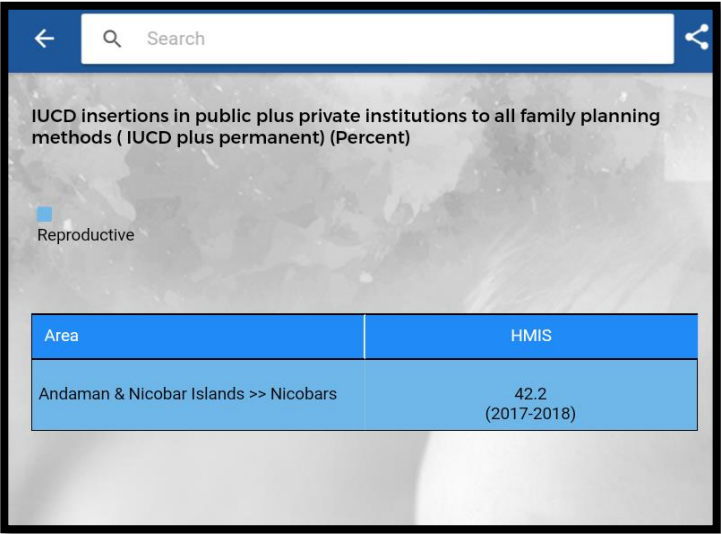 Search
IUCD insertions in public plus private institutions to all family planning
methods ( IUCD plus permanent) (Percent)
Reproductive
Area
HMIS
Andaman & Nicobar Islands >> Nicobars
42.2
(2017-2018)